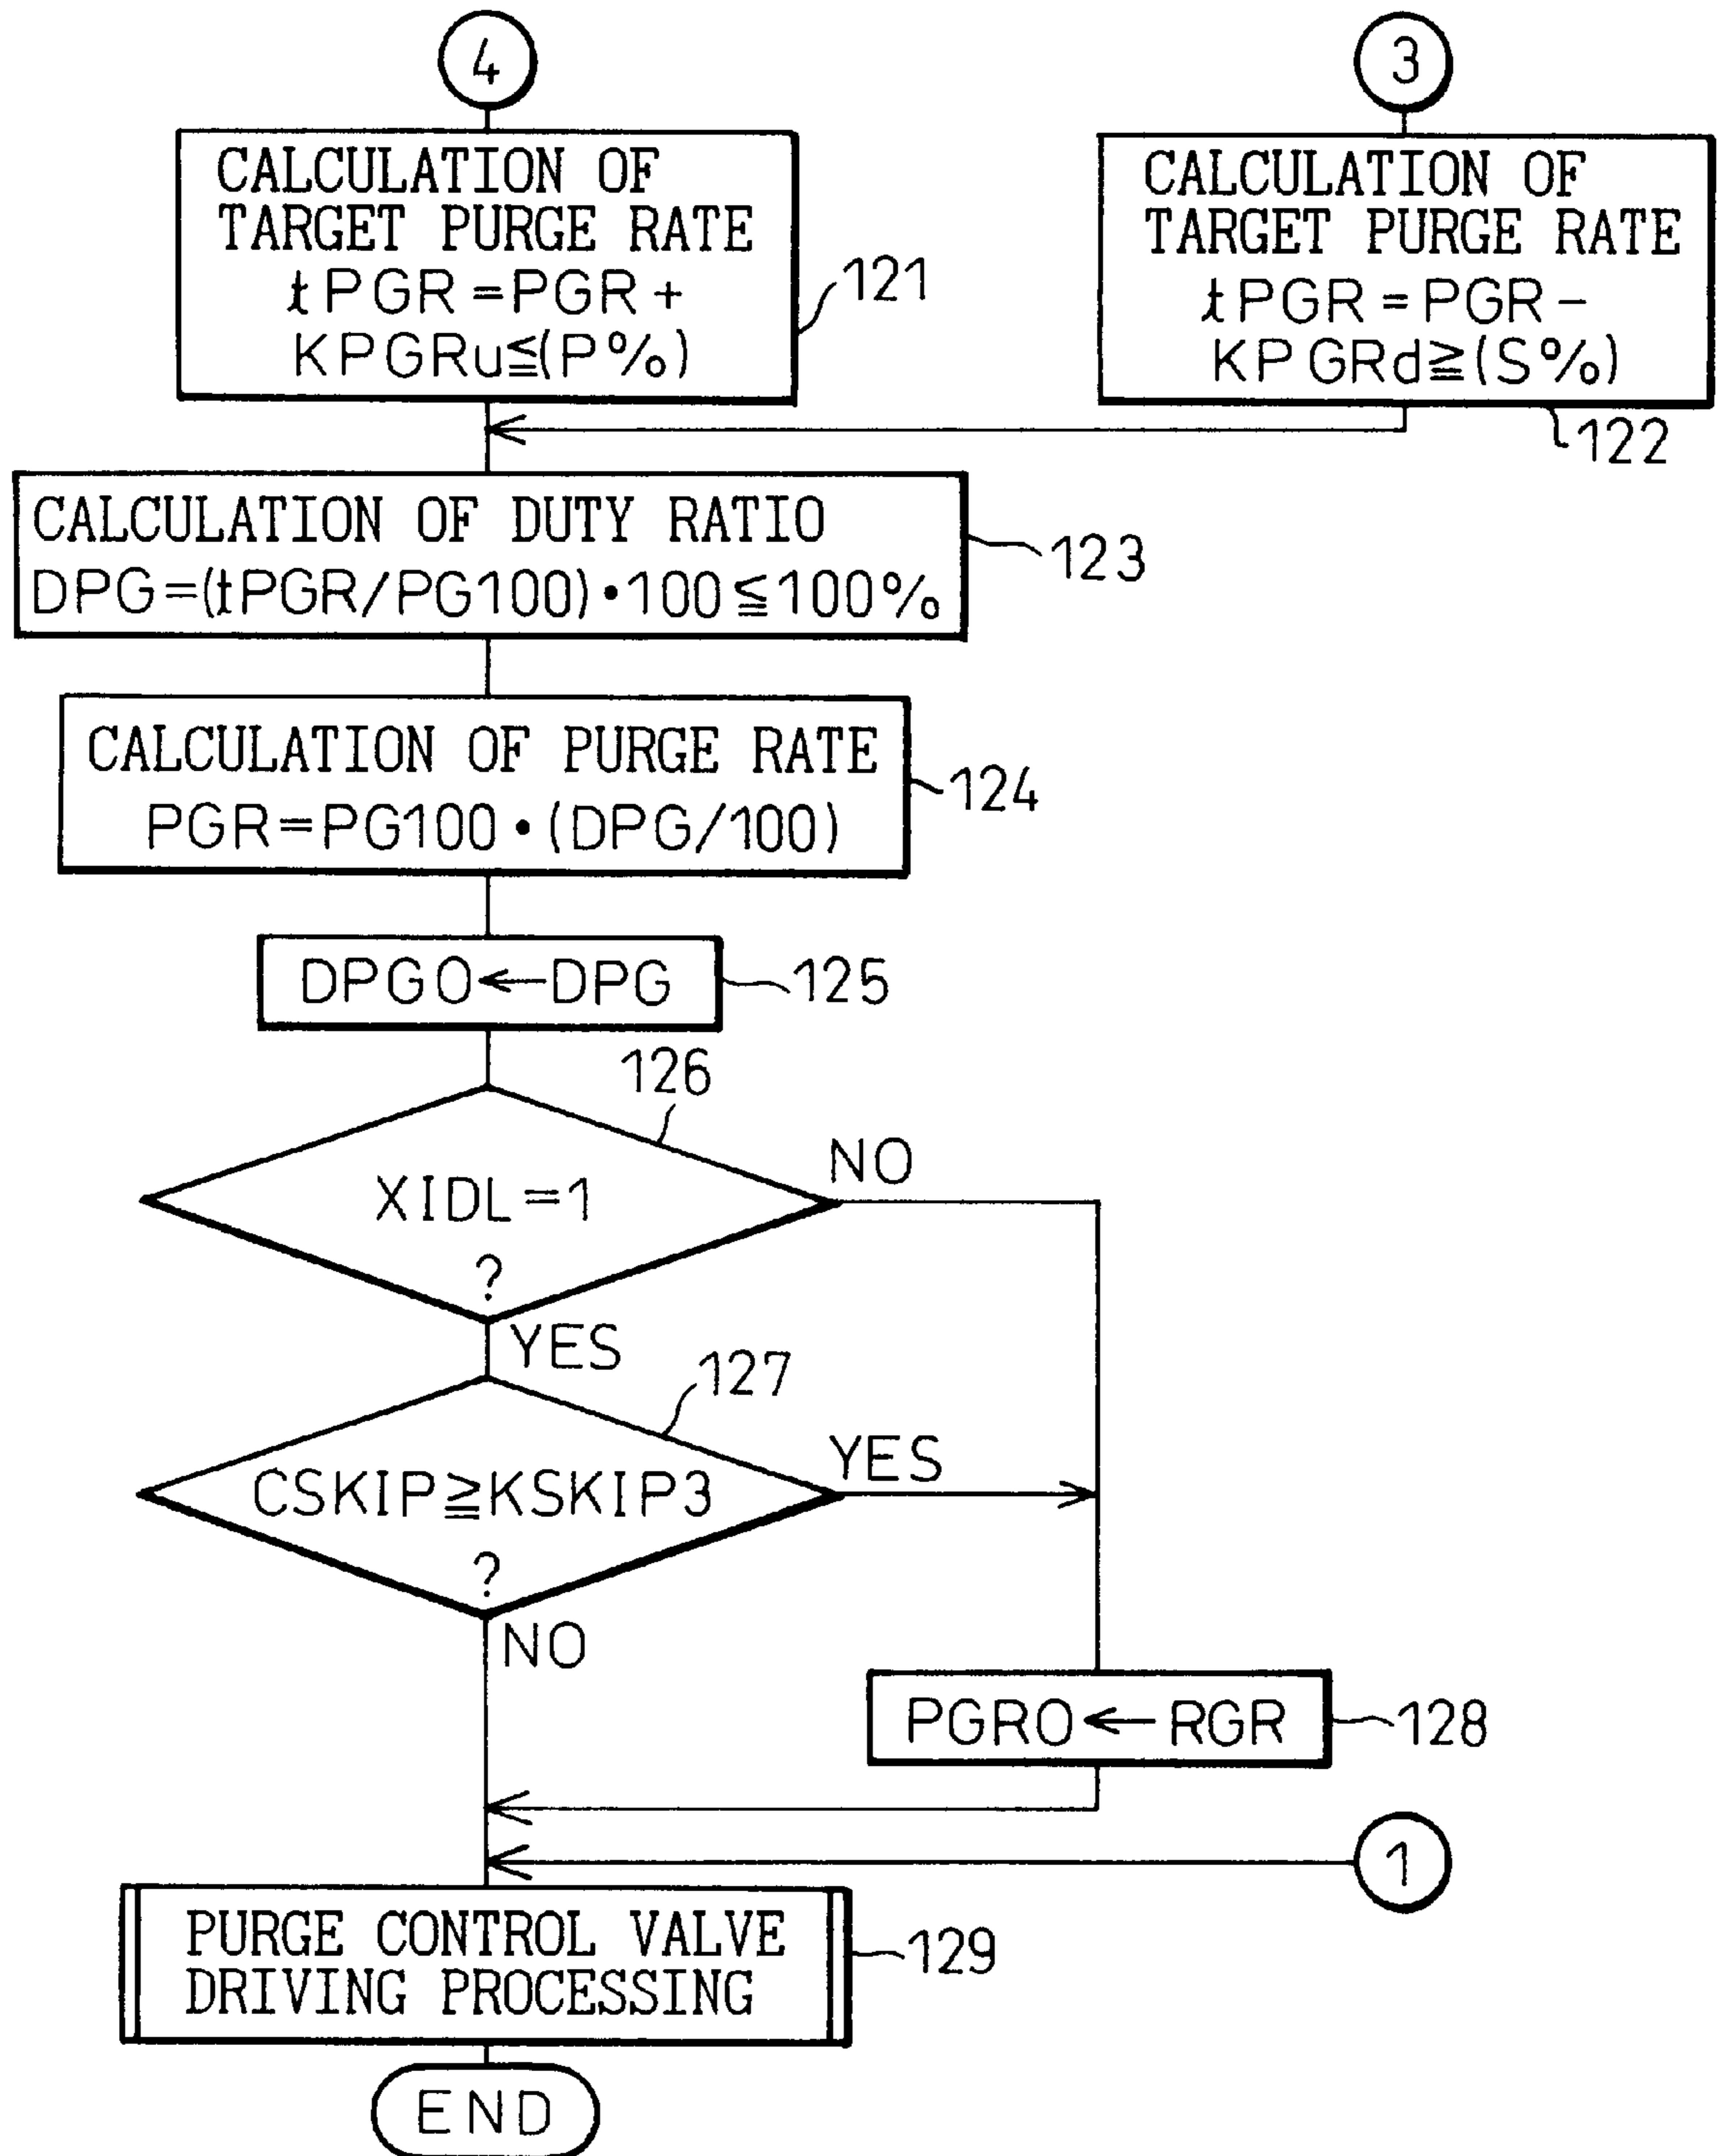 4
3
CALCULATION OF
TARGET PURGE RATE
tPGR=PGR+
KPGRu≦(P%)
121
CALCULATION OF
TARGET PURGE RATE
tPGR=PGR-
KPGRd≧(S%)
122
CALCULATION OF DUTY RATIO
DPG=(tPGR/PG100)•100≦100%
123
CALCULATION OF PURGE RATE
PGR=PG100•(DPG/100)
124
DPGO←DPG
125
126
XIDL=1
?
NO
YES
127
CSKIP≧KSKIP3
?
YES
NO
PGRO←RGR
128
1
PURGE CONTROL VALVE
DRIVING PROCESSING
129
END